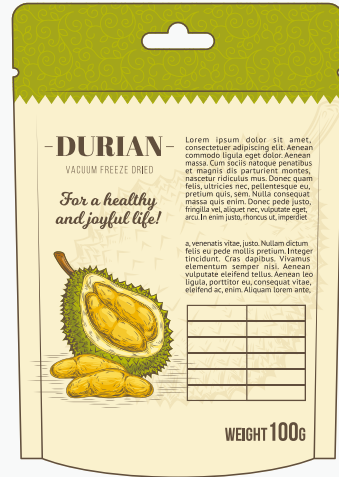 -DURIAN-
VACUUM FREEZE DRIED
For a healthy
and joyful life!
Lorem ipsum dolor sit amet,
consectetuer adipiscing elit. Aenean
commodo ligula eget dolor. Aenean
massa. Cum sociis natoque penatibus
et magnis dis parturient montes,
nascetur ridiculus mus. Donec quam
felis, ultricies nec, pellentesque eu,
pretium quis, sem. Nulla consequat
massa quis enim. Donec pede justo,
fringilla vel, aliquet nec, vulputate eget,
arcu. In enim justo, rhoncus ut, imperdiet
a, venenatis vitae, justo. Nullam dictum
felis eu pede mollis pretium. Integer
tincidunt. Cras dapibus. Vivamus
elementum semper nisi. Aenean
vulputate eleifend tellus. Aenean leo
ligula, porttitor eu, consequat vitae,
eleifend ac, enim. Aliquam lorem ante,
WEIGHT 100G